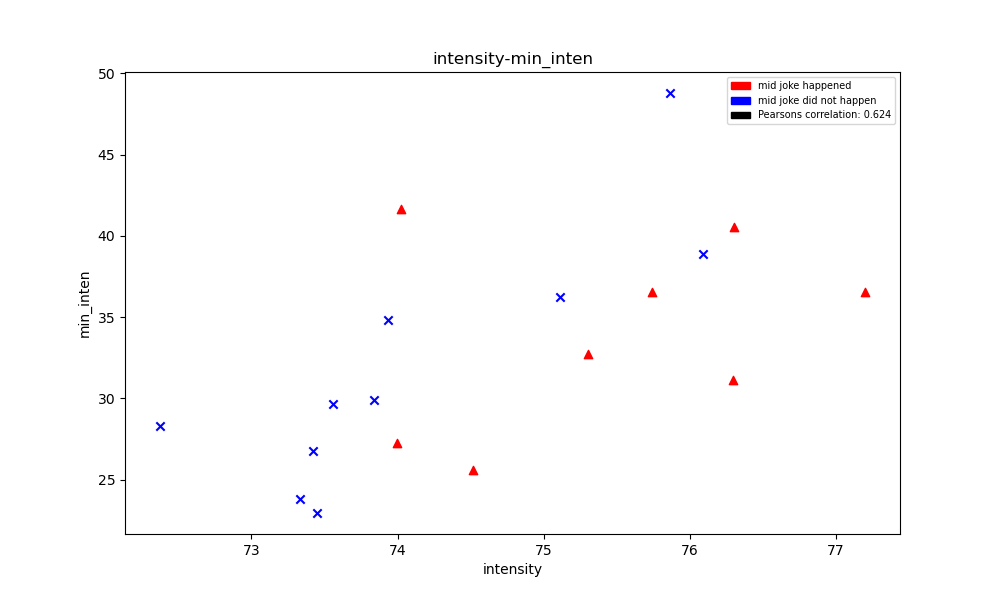 intensity-min_inten
mid joke happened
mid joke did not happen
Pearsons correlation: 0.624
50
45
40
35
30
25
min_inten
73
74
75
76
77
intensity